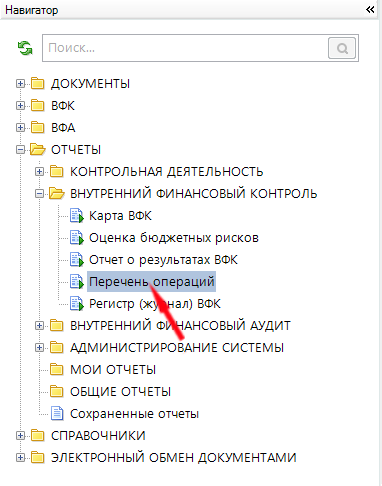 Навигатор
Поиск...
ДОКУМЕНТЫ
ВФК
ВФА
ОТЧЕТЫ
КОНТРОЛЬНАЯ ДЕЯТЕЛЬНОСТЬ
ВНУТРЕННИЙ ФИНАНСОВЫЙ КОНТРОЛЬ
Карта ВФК
Оценка бюджетных рисков
Отчет о результатах ВФК
Перечень операций
Регистр (журнал) ВФК
ВНУТРЕННИЙ ФИНАНСОВЫЙ АУДИТ
АДМИНИСТРИРОВАНИЕ СИСТЕМЫ
МОИ ОТЧЕТЫ
ОБЩИЕ ОТЧЕТЫ
Сохраненные отчеты
СПРАВОЧНИКИ
ЭЛЕКТРОННЫЙ ОБМЕН ДОКУМЕНТАМИ